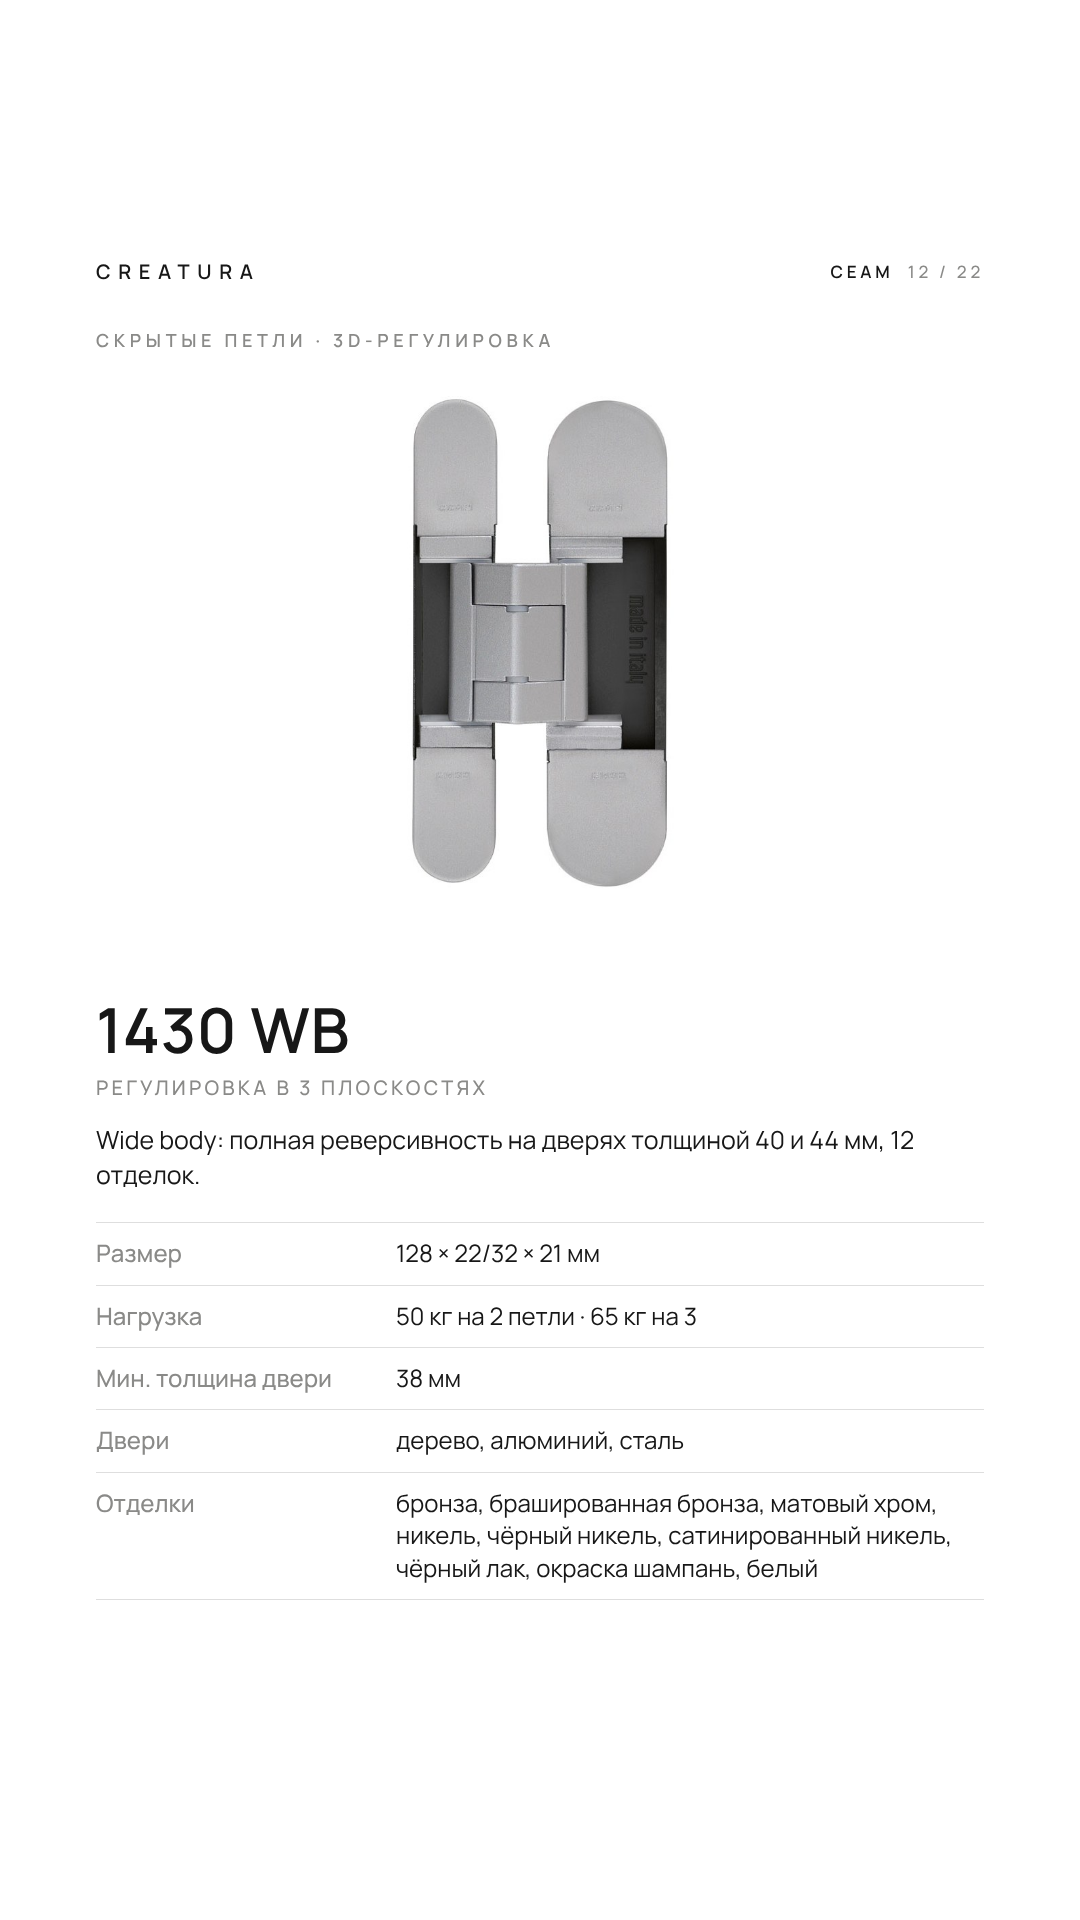 CREATURA
CEAM 12 / 22
СКРЫТЫЕ ПЕТЛИ · 3D-РЕГУЛИРОВКА
made in Italy
1430 WB
РЕГУЛИРОВКА В 3 ПЛОСКОСТЯХ
Wide body: полная реверсивность на дверях толщиной 40 и 44 мм, 12
отделок.
Размер 128 × 22/32 × 21 мм
Нагрузка 50 кг на 2 петли · 65 кг на 3
Мин. толщина двери 38 мм
Двери дерево, алюминий, сталь
Отделки бронза, брашированная бронза, матовый хром,
никель, чёрный никель, сатинированный никель,
чёрный лак, окраска шампань, белый